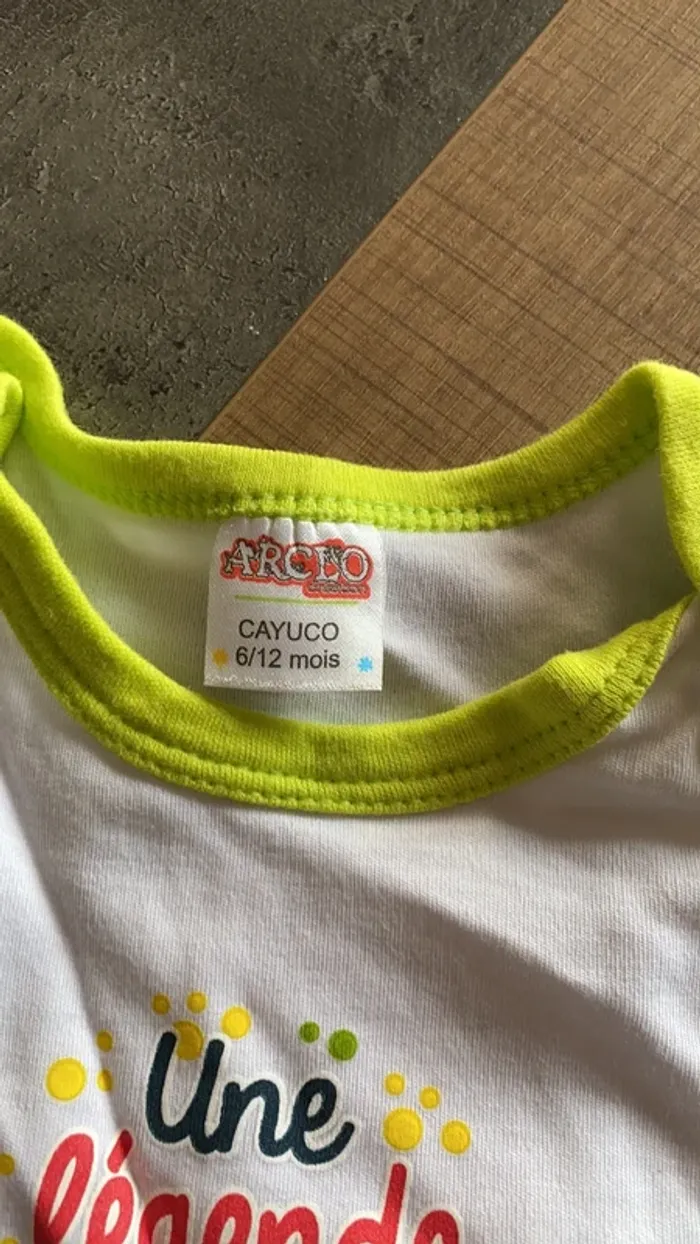 ARCEO
CAYUCO
6/12 mois
Une
légende